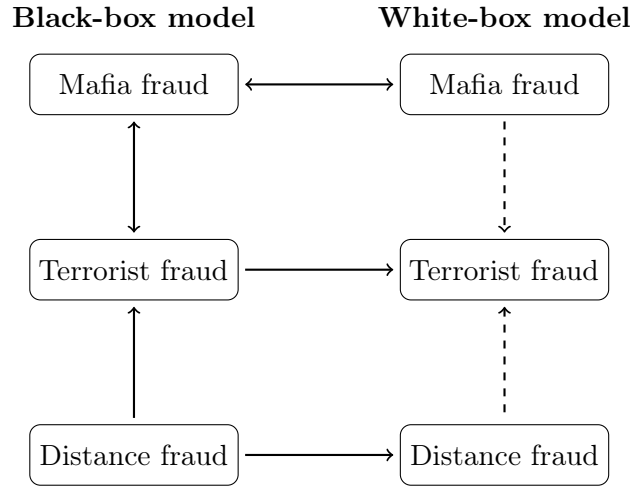 Black-box model White-box model
Mafia fraud Mafia fraud
Terrorist fraud Terrorist fraud
Distance fraud Distance fraud